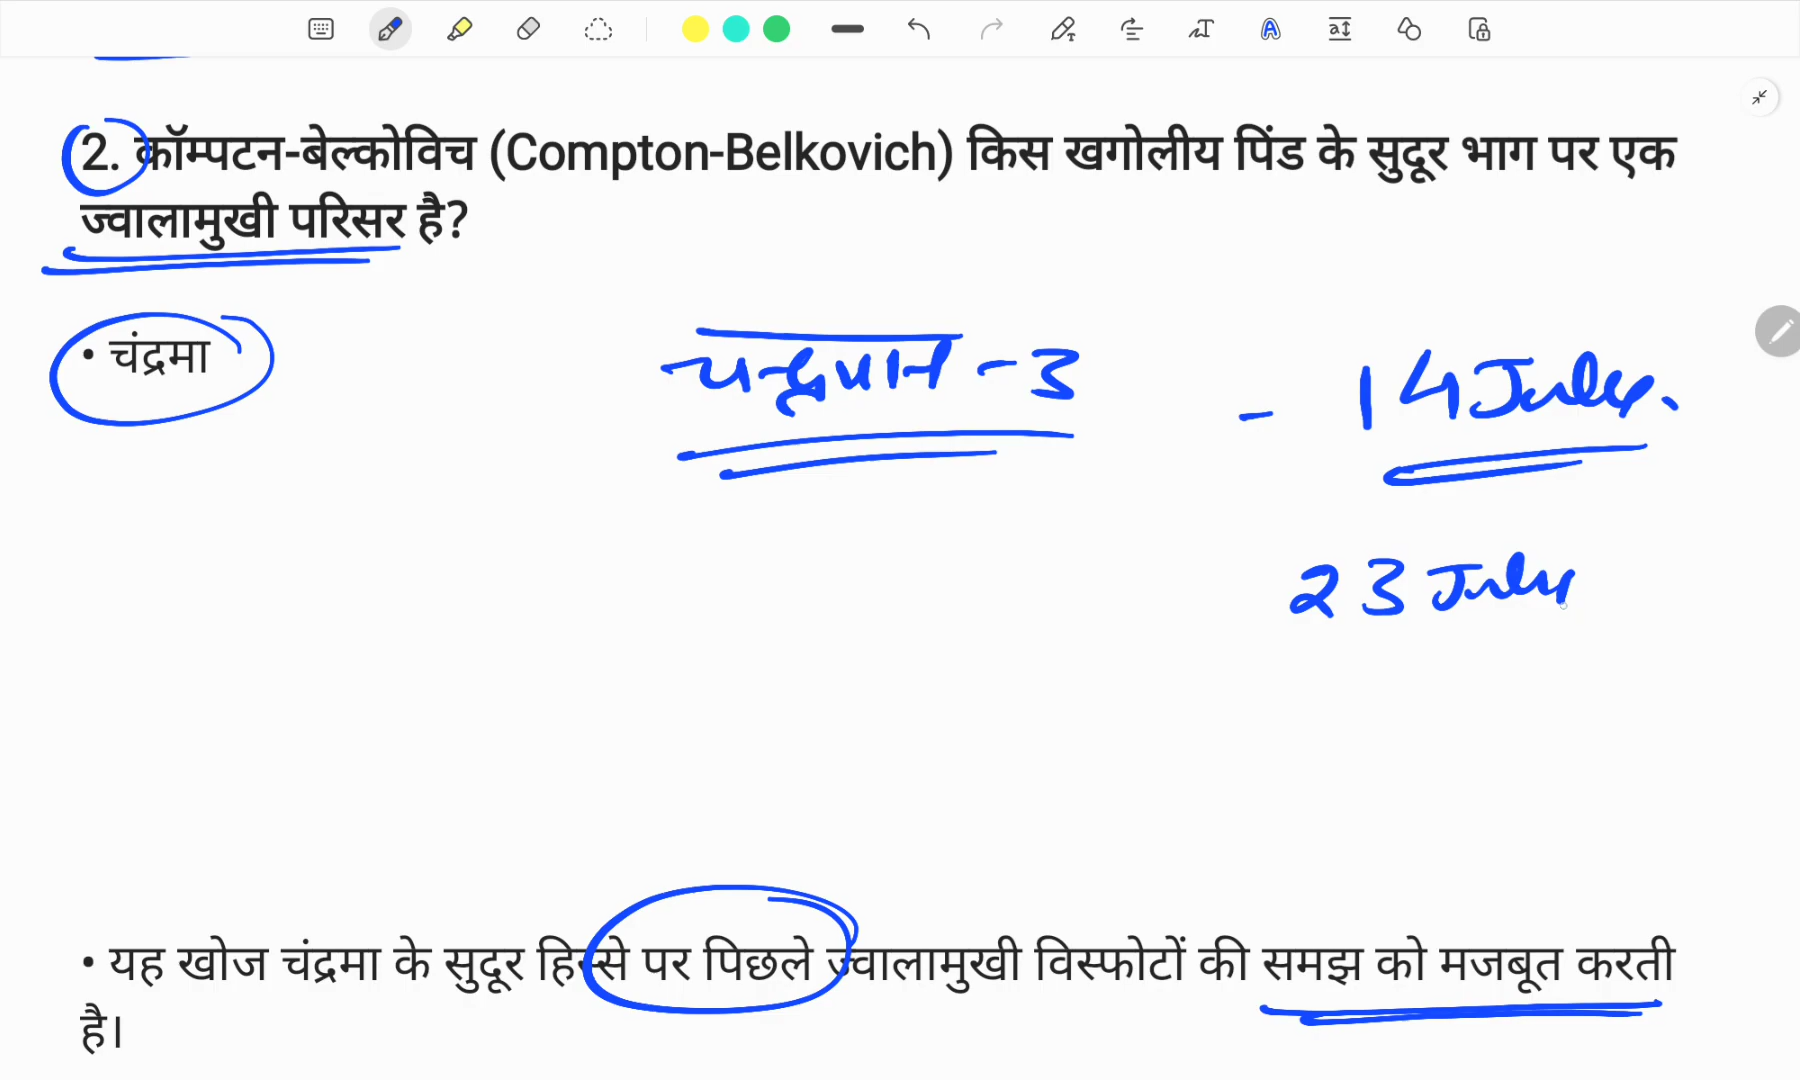 2. कॉम्पटन-बेल्कोविच (Compton-Belkovich) किस खगोलीय पिंड के सुदूर भाग पर एक
ज्वालामुखी परिसर है?
• चंद्रमा
चन्द्रयान-3 - 14 July.
23 July
• यह खोज चंद्रमा के सुदूर हिस्से पर पिछले ज्वालामुखी विस्फोटों की समझ को मजबूत करती
है।